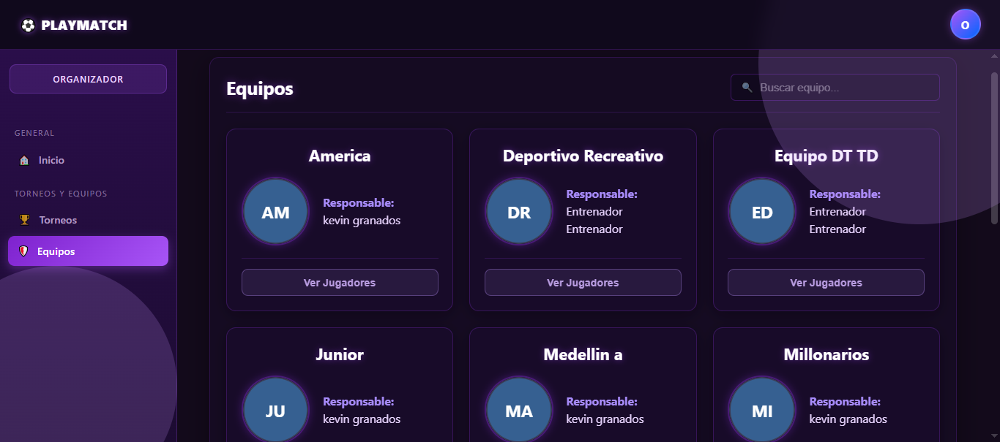 PLAYMATCH
O
ORGANIZADOR
GENERAL
Inicio
TORNEOS Y EQUIPOS
Torneos
Equipos
Equipos
Buscar equipo...
America
AM
Responsable:
kevin granados
Ver Jugadores
Deportivo Recreativo
DR
Responsable:
Entrenador
Entrenador
Ver Jugadores
Equipo DT TD
ED
Responsable:
Entrenador
Entrenador
Ver Jugadores
Junior
JU
Responsable:
kevin granados
Medellin a
MA
Responsable:
kevin granados
Millonarios
MI
Responsable:
kevin granados